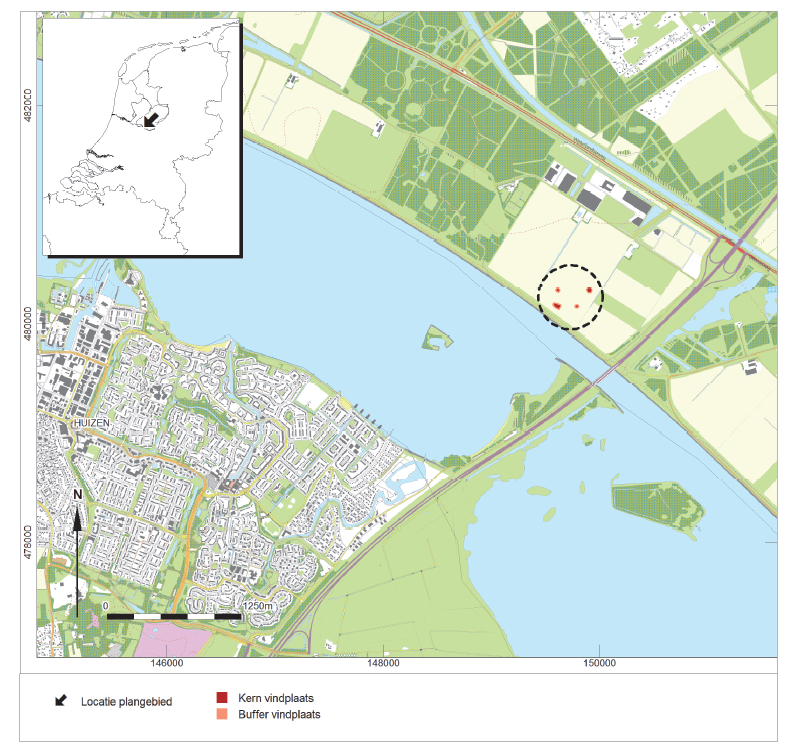 482000
480000
HUIZEN
N
478000
0 1250m
146000 148000 150000
Locatie plangebied
Kern vindplaats
Buffer vindplaats